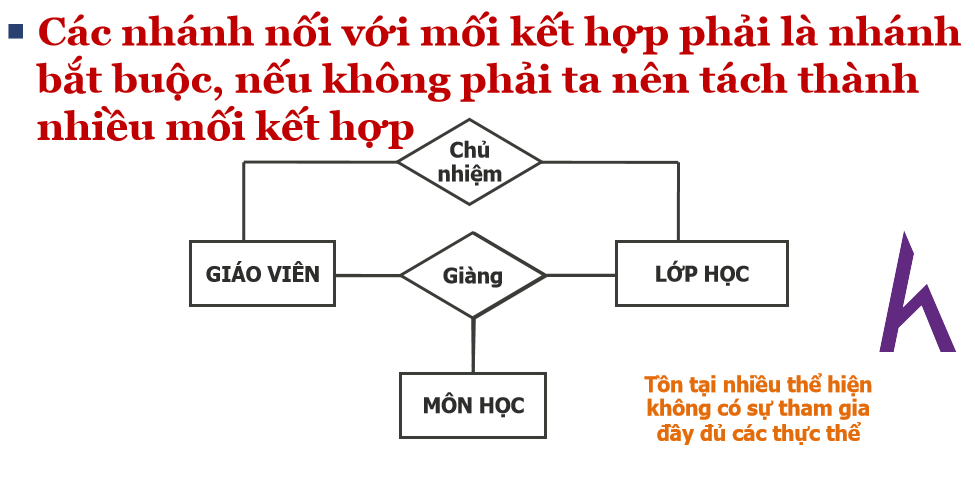 Các nhánh nối với mối kết hợp phải là nhánh
bắt buộc, nếu không phải ta nên tách thành
nhiều mối kết hợp
Chủ
nhiệm
GIÁO VIÊN
Giàng
LỚP HỌC
MÔN HỌC
Tồn tại nhiều thể hiện
không có sự tham gia
đầy đủ các thực thể